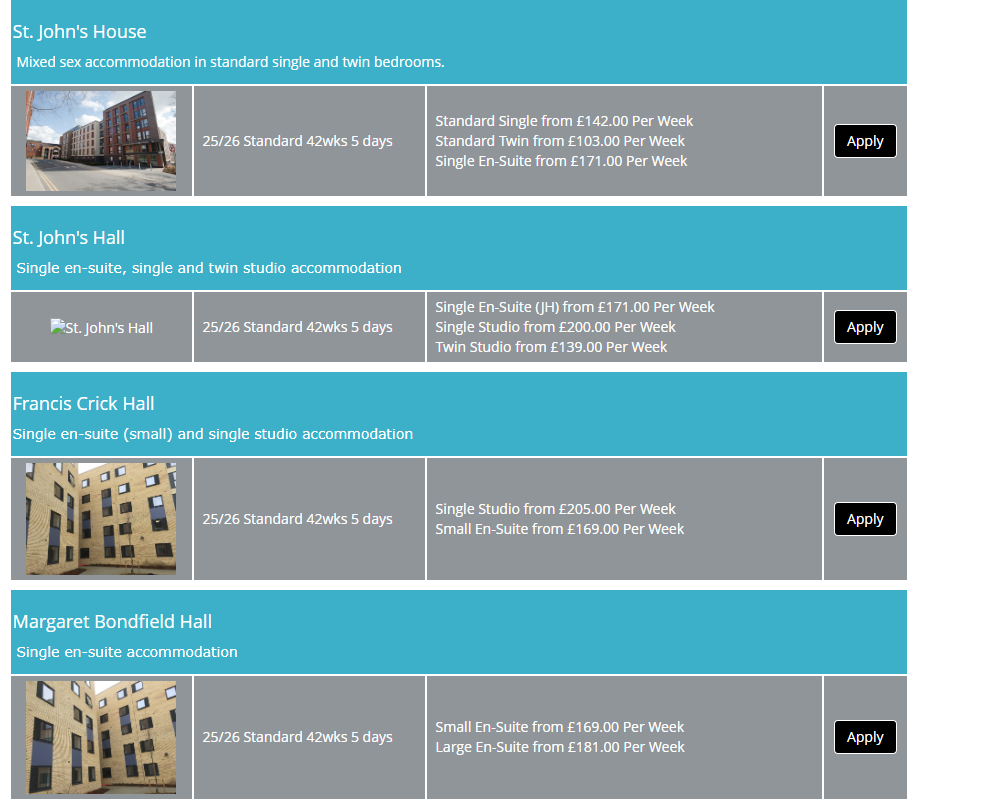 St. John's House
Mixed sex accommodation in standard single and twin bedrooms.
25/26 Standard 42wks 5 days
Standard Single from £142.00 Per Week
Standard Twin from £103.00 Per Week
Single En-Suite from £171.00 Per Week
Apply
St. John's Hall
Single en-suite, single and twin studio accommodation
St. John's Hall
25/26 Standard 42wks 5 days
Single En-Suite (JH) from £171.00 Per Week
Single Studio from £200.00 Per Week
Twin Studio from £139.00 Per Week
Apply
Francis Crick Hall
Single en-suite (small) and single studio accommodation
25/26 Standard 42wks 5 days
Single Studio from £205.00 Per Week
Small En-Suite from £169.00 Per Week
Apply
Margaret Bondfield Hall
Single en-suite accommodation
25/26 Standard 42wks 5 days
Small En-Suite from £169.00 Per Week
Large En-Suite from £181.00 Per Week
Apply